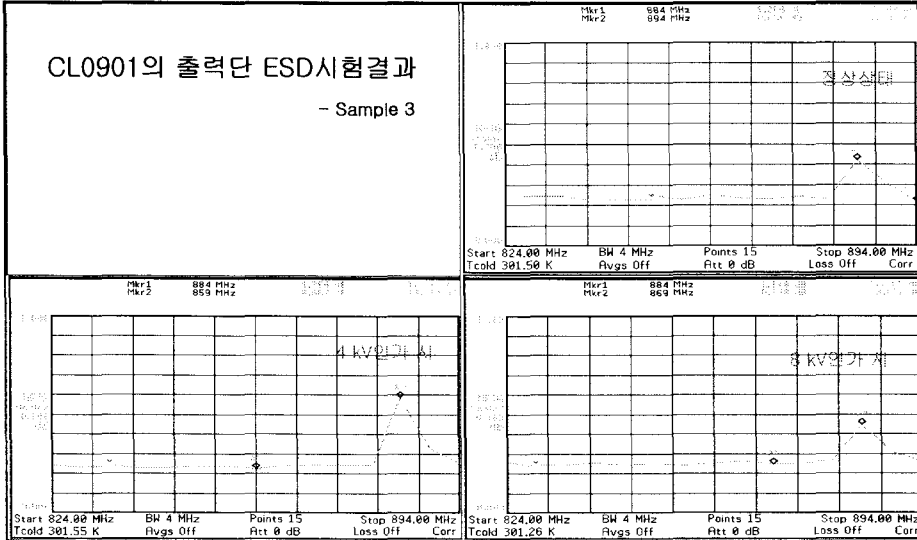 CL0901의 출력단 ESD시험결과
- Sample 3
Mkr1 884 MHz
Mkr2 894 MHz
정상상태
Start 824.00 MHz BW 4 MHz Points 15 Stop 894.00 MHz
Tcold 301.50 K Avgs Off Att 0 dB Loss Off Corr
Mkr1 884 MHz
Mkr2 859 MHz
4 kV인가 시
Start 824.00 MHz BW 4 MHz Points 15 Stop 894.00 MHz
Tcold 301.55 K Avgs Off Att 0 dB Loss Off Corr
Mkr1 884 MHz
Mkr2 869 MHz
8 kV인가 시
Start 824.00 MHz BW 4 MHz Points 15 Stop 894.00 MHz
Tcold 301.26 K Avgs Off Att 0 dB Loss Off Corr